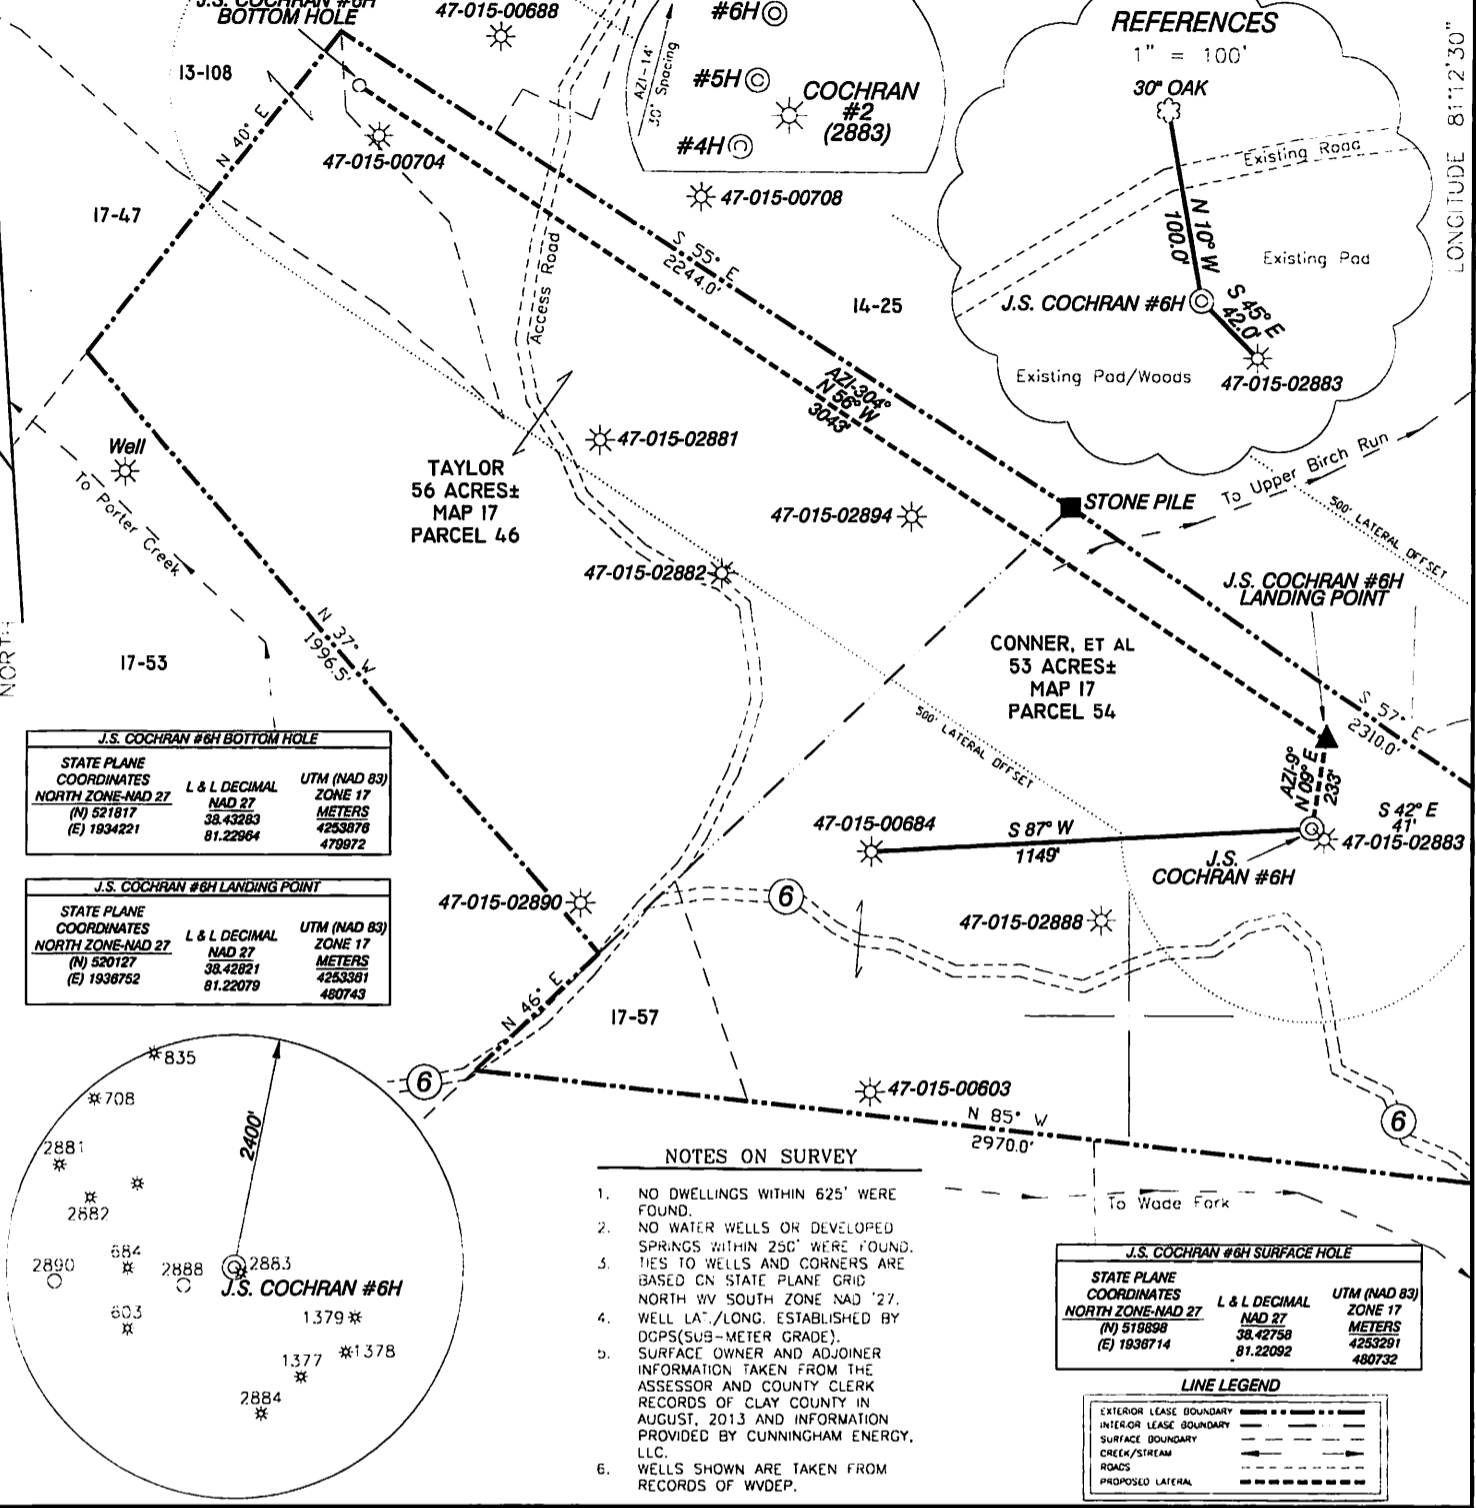 J.S. COCHRAN #6H
BOTTOM HOLE
47-015-00688
13-108
N 40° E
47-015-00704
17-47
#6H
#5H
#4H
AZI-14°
30' Spacing
COCHRAN
#2
(2883)
47-015-00708
REFERENCES
1" = 100'
30" OAK
Existing Road
N 10° W
100.0'
Existing Pad
J.S. COCHRAN #6H
S 45° E
42.0'
Existing Pad/Woods
47-015-02883
LONGITUDE 81°12'30"
S 55° E
2244.0'
Access Road
14-25
AZI-304°
N 56° W
3043'
Well
To Porter Creek
47-015-02881
TAYLOR
56 ACRES±
MAP 17
PARCEL 46
47-015-02894
STONE PILE
To Upper Birch Run
500' LATERAL OFFSET
47-015-02882
J.S. COCHRAN #6H
LANDING POINT
NORTH
17-53
N 37° W
1996.5'
CONNER, ET AL
53 ACRES±
MAP 17
PARCEL 54
500' LATERAL OFFSET
S 57° E
2310.0'
AZI-9°
N 09° E
233'
S 42° E
41'
47-015-02883
47-015-00684
S 87° W
1149'
J.S.
COCHRAN #6H
J.S. COCHRAN #6H BOTTOM HOLE
STATE PLANE
COORDINATES
NORTH ZONE-NAD 27
(N) 521817
(E) 1934221
L & L DECIMAL
NAD 27
38.43283
81.22964
UTM (NAD 83)
ZONE 17
METERS
4253876
479972
J.S. COCHRAN #6H LANDING POINT
STATE PLANE
COORDINATES
NORTH ZONE-NAD 27
(N) 520127
(E) 1936752
L & L DECIMAL
NAD 27
38.42821
81.22079
UTM (NAD 83)
ZONE 17
METERS
4253381
480743
47-015-02890
6
47-015-02888
N 46° E
17-57
6
47-015-00603
N 85° W
2970.0'
6
To Wade Fork
835
708
2400'
2881
2882
684
2890
2888
2883
J.S. COCHRAN #6H
603
1379
1378
1377
2884
NOTES ON SURVEY
1. NO DWELLINGS WITHIN 625' WERE
FOUND.
2. NO WATER WELLS OR DEVELOPED
SPRINGS WITHIN 250' WERE FOUND.
3. TIES TO WELLS AND CORNERS ARE
BASED ON STATE PLANE GRID
NORTH WV SOUTH ZONE NAD '27.
4. WELL LAT./LONG. ESTABLISHED BY
DGPS(SUB-METER GRADE).
5. SURFACE OWNER AND ADJOINER
INFORMATION TAKEN FROM THE
ASSESSOR AND COUNTY CLERK
RECORDS OF CLAY COUNTY IN
AUGUST, 2013 AND INFORMATION
PROVIDED BY CUNNINGHAM ENERGY,
LLC.
6. WELLS SHOWN ARE TAKEN FROM
RECORDS OF WVDEP.
J.S. COCHRAN #6H SURFACE HOLE
STATE PLANE
COORDINATES
NORTH ZONE-NAD 27
(N) 519898
(E) 1936714
L & L DECIMAL
NAD 27
38.42758
81.22092
UTM (NAD 83)
ZONE 17
METERS
4253291
480732
LINE LEGEND
EXTERIOR LEASE BOUNDARY
INTERIOR LEASE BOUNDARY
SURFACE BOUNDARY
CREEK/STREAM
ROADS
PROPOSED LATERAL